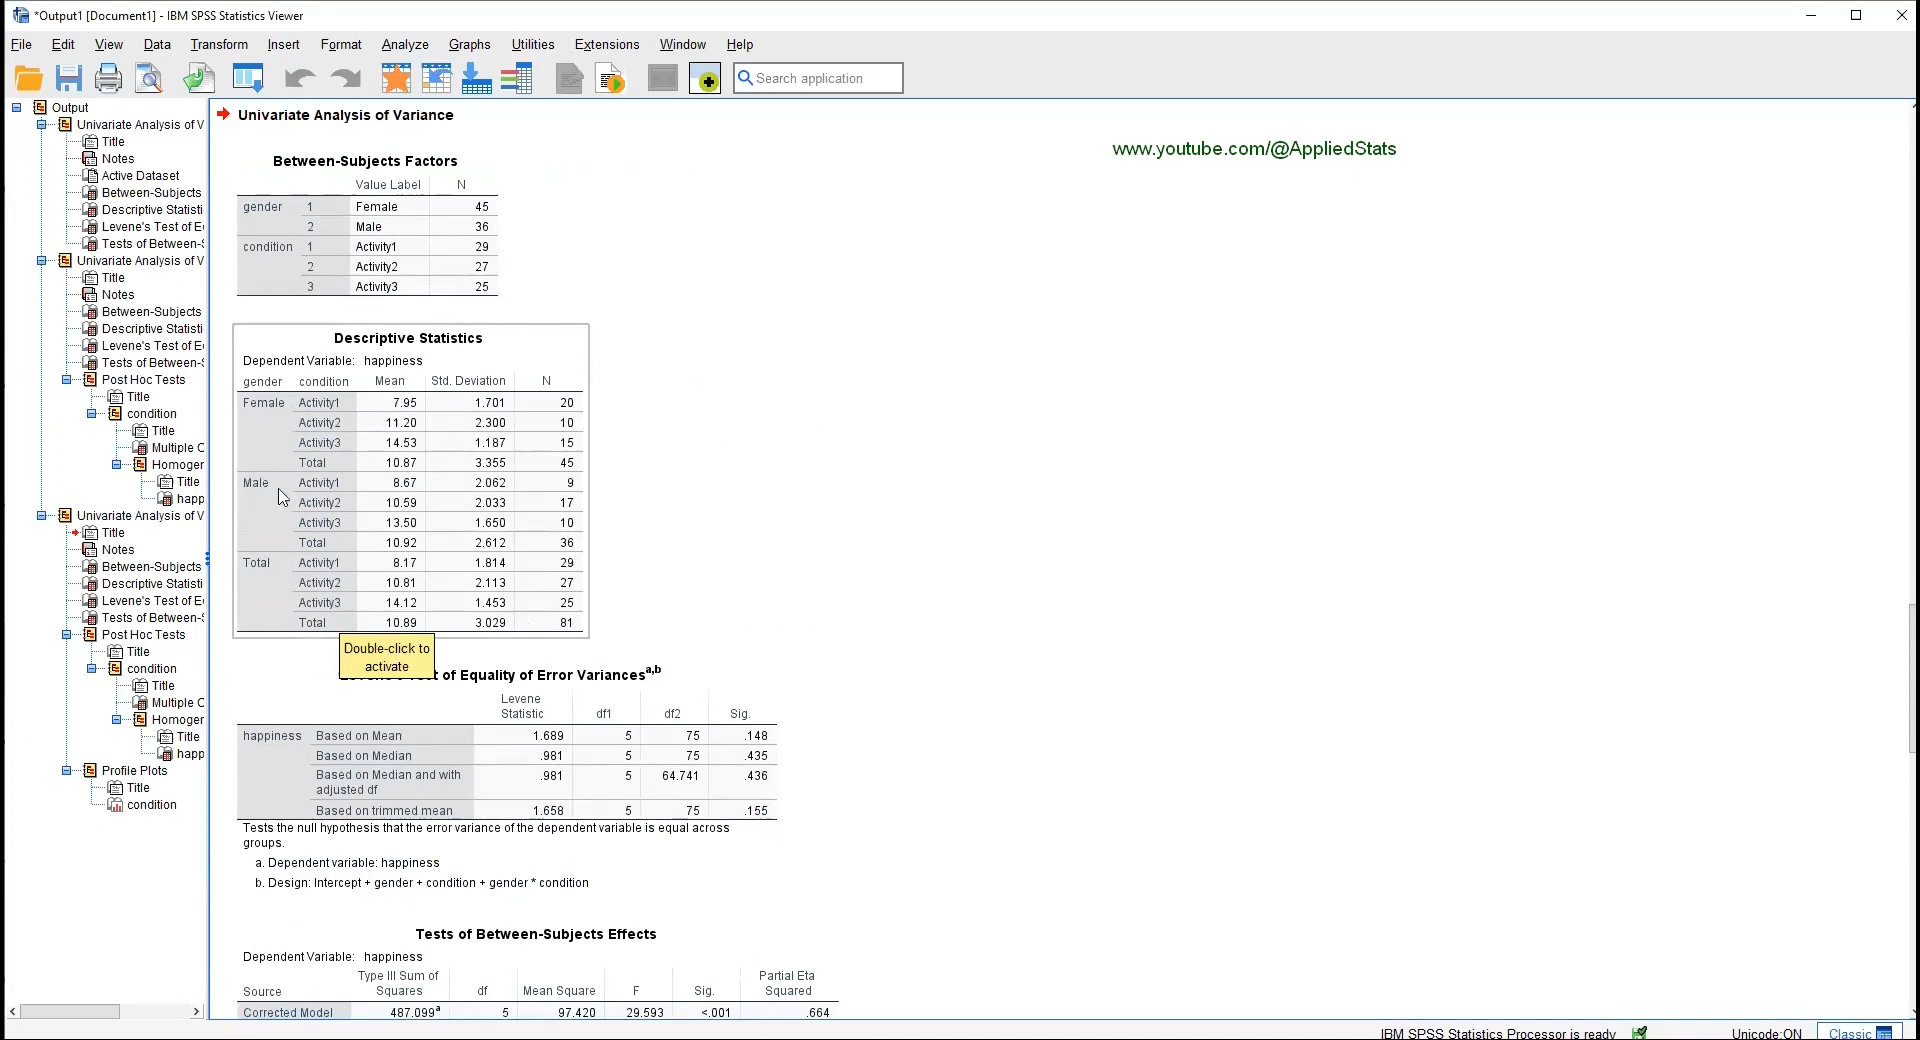 *Output1 [Document1] - IBM SPSS Statistics Viewer
File Edit View Data Transform Insert Format Analyze Graphs Utilities Extensions Window Help
Search application
Output
Univariate Analysis of V
Title
Notes
Active Dataset
Between-Subjects
Descriptive Statisti
Levene's Test of E
Tests of Between-S
Univariate Analysis of V
Title
Notes
Between-Subjects
Descriptive Statisti
Levene's Test of E
Tests of Between-S
Post Hoc Tests
Title
condition
Title
Multiple C
Homoger
Title
happ
Univariate Analysis of V
Title
Notes
Between-Subjects
Descriptive Statisti
Levene's Test of E
Tests of Between-S
Post Hoc Tests
Title
condition
Title
Multiple C
Homoger
Title
happ
Profile Plots
Title
condition
Univariate Analysis of Variance
www.youtube.com/@AppliedStats
Between-Subjects Factors
Value Label N
gender 1 Female 45
2 Male 36
condition 1 Activity1 29
2 Activity2 27
3 Activity3 25
Descriptive Statistics
Dependent Variable: happiness
gender condition Mean Std. Deviation N
Female Activity1 7.95 1.701 20
Activity2 11.20 2.300 10
Activity3 14.53 1.187 15
Total 10.87 3.355 45
Male Activity1 8.67 2.062 9
Activity2 10.59 2.033 17
Activity3 13.50 1.650 10
Total 10.92 2.612 36
Total Activity1 8.17 1.814 29
Activity2 10.81 2.113 27
Activity3 14.12 1.453 25
Total 10.89 3.029 81
Double-click to
activate
of Equality of Error Variancesa,b
Levene
Statistic df1 df2 Sig.
happiness Based on Mean 1.689 5 75 .148
Based on Median .981 5 75 .435
Based on Median and with
adjusted df .981 5 64.741 .436
Based on trimmed mean 1.658 5 75 .155
Tests the null hypothesis that the error variance of the dependent variable is equal across
groups.
a. Dependent variable: happiness
b. Design: Intercept + gender + condition + gender * condition
Tests of Between-Subjects Effects
Dependent Variable: happiness
Source Type III Sum of
Squares df Mean Square F Sig. Partial Eta
Squared
Corrected Model 487.099a 5 97.420 29.593 <.001 .664
IBM SPSS Statistics Processor is ready Unicode:ON Classic